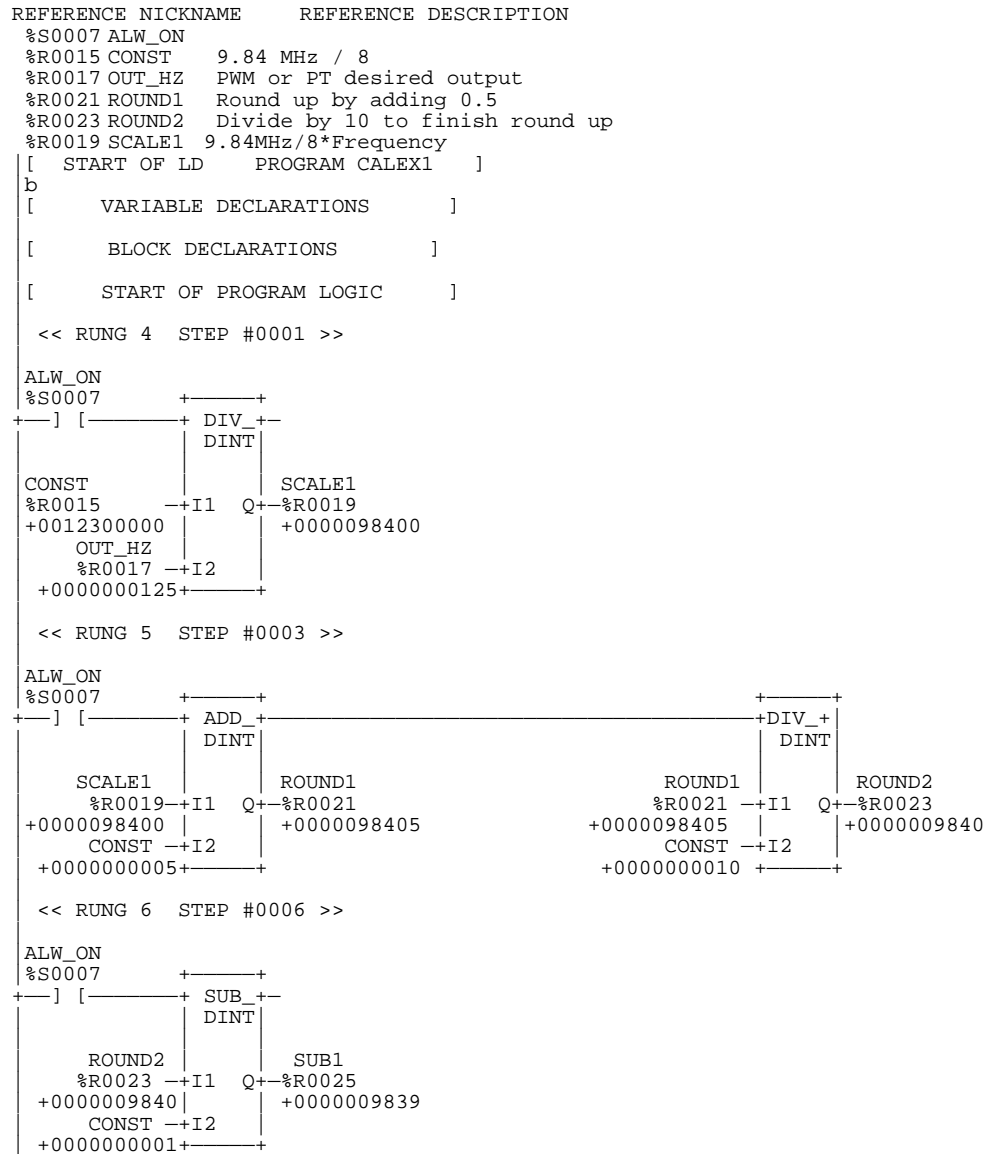 REFERENCE NICKNAME     REFERENCE DESCRIPTION
 %S0007 ALW_ON
 %R0015 CONST    9.84 MHz / 8
 %R0017 OUT_HZ   PWM or PT desired output
 %R0021 ROUND1   Round up by adding 0.5
 %R0023 ROUND2   Divide by 10 to finish round up
 %R0019 SCALE1  9.84MHz/8*Frequency
|[  START OF LD    PROGRAM CALEX1   ]
|b
|[     VARIABLE DECLARATIONS      ]
|
|[      BLOCK DECLARATIONS       ]
|
|[     START OF PROGRAM LOGIC     ]
|
| << RUNG 4  STEP #0001 >>
|
|ALW_ON
|%S0007      +—————+
+——] [———————+ DIV_+—
|            | DINT|
|            |     |
|CONST       |     | SCALE1
|%R0015     —+I1  Q+—%R0019
|+0012300000 |     | +0000098400
|    OUT_HZ  |     |
|    %R0017 —+I2   |
| +0000000125+—————+
|
| << RUNG 5  STEP #0003 >>
|
|ALW_ON
|%S0007      +—————+                                     +—————+
+——] [———————+ ADD_+—————————————————————————————————————+DIV_+|
|            | DINT|                                     | DINT|
|            |     |                                     |     |
|    SCALE1  |     | ROUND1                       ROUND1 |     | ROUND2
|     %R0019—+I1  Q+—%R0021                      %R0021 —+I1  Q+—%R0023
|+0000098400 |     | +0000098405            +0000098405  |     |+0000009840
|     CONST —+I2   |                              CONST —+I2   |
| +0000000005+—————+                         +0000000010 +—————+
|
| << RUNG 6  STEP #0006 >>
|
|ALW_ON
|%S0007      +—————+
+——] [———————+ SUB_+—
|            | DINT|
|            |     |
|     ROUND2 |     |  SUB1
|    %R0023 —+I1  Q+—%R0025
| +0000009840|     | +0000009839
|     CONST —+I2   |
| +0000000001+—————+